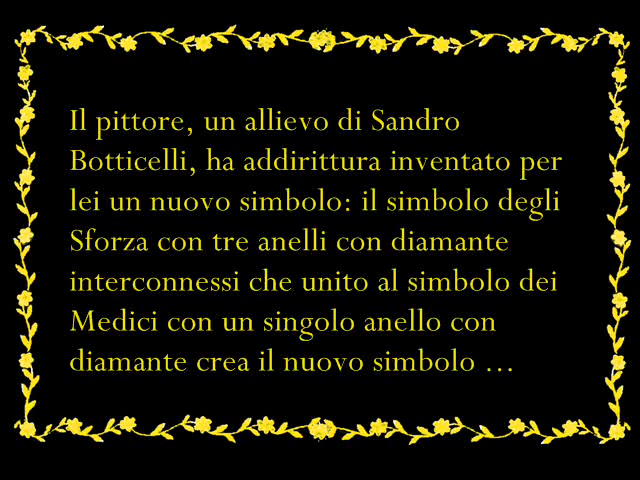 Il pittore, un allievo di Sandro
Botticelli, ha addirittura inventato per
lei un nuovo simbolo: il simbolo degli
Sforza con tre anelli con diamante
interconnessi che unito al simbolo dei
Medici con un singolo anello con
diamante crea il nuovo simbolo ...